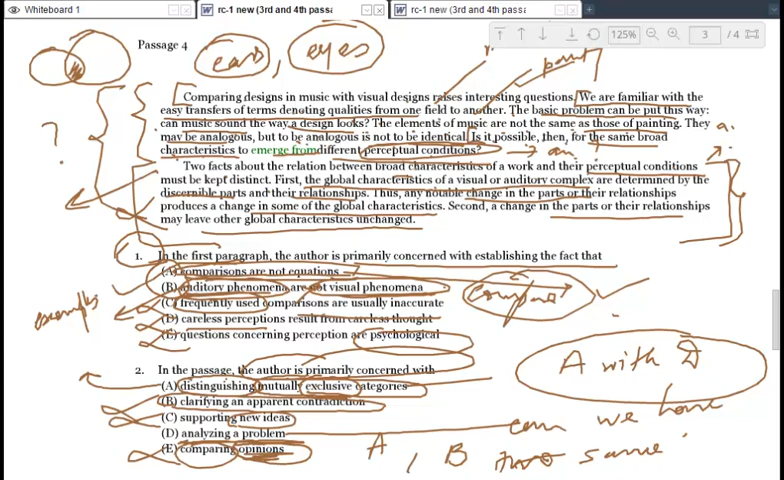 Whiteboard 1
rc-1 new (3rd and 4th passa
rc-1 new (3rd and 4th passa
125%
3 / 4
Passage 4
ears, eyes
paint
Comparing designs in music with visual designs raises interesting questions. We are familiar with the
easy transfers of terms denoting qualities from one field to another. The basic problem can be put this way:
can music sound the way a design looks? The elements of music are not the same as those of painting. They
may be analogous, but to be analogous is not to be identical. Is it possible, then, for the same broad
characteristics to emerge fromdifferent perceptual conditions?
?
Two facts about the relation between broad characteristics of a work and their perceptual conditions
must be kept distinct. First, the global characteristics of a visual or auditory complex are determined by the
discernible parts and their relationships. Thus, any notable change in the parts or their relationships
produces a change in some of the global characteristics. Second, a change in the parts or their relationships
may leave other global characteristics unchanged.
1. In the first paragraph, the author is primarily concerned with establishing the fact that
(A) comparisons are not equations
(B) auditory phenomena are not visual phenomena
(C) frequently used comparisons are usually inaccurate
(D) careless perceptions result from careless thought
(E) questions concerning perception are psychological
examples
Compare
2. In the passage, the author is primarily concerned with
(A) distinguishing mutually exclusive categories
(B) clarifying an apparent contradiction
(C) supporting new ideas
(D) analyzing a problem
(E) comparing opinions
A with
can we have
A, B two same